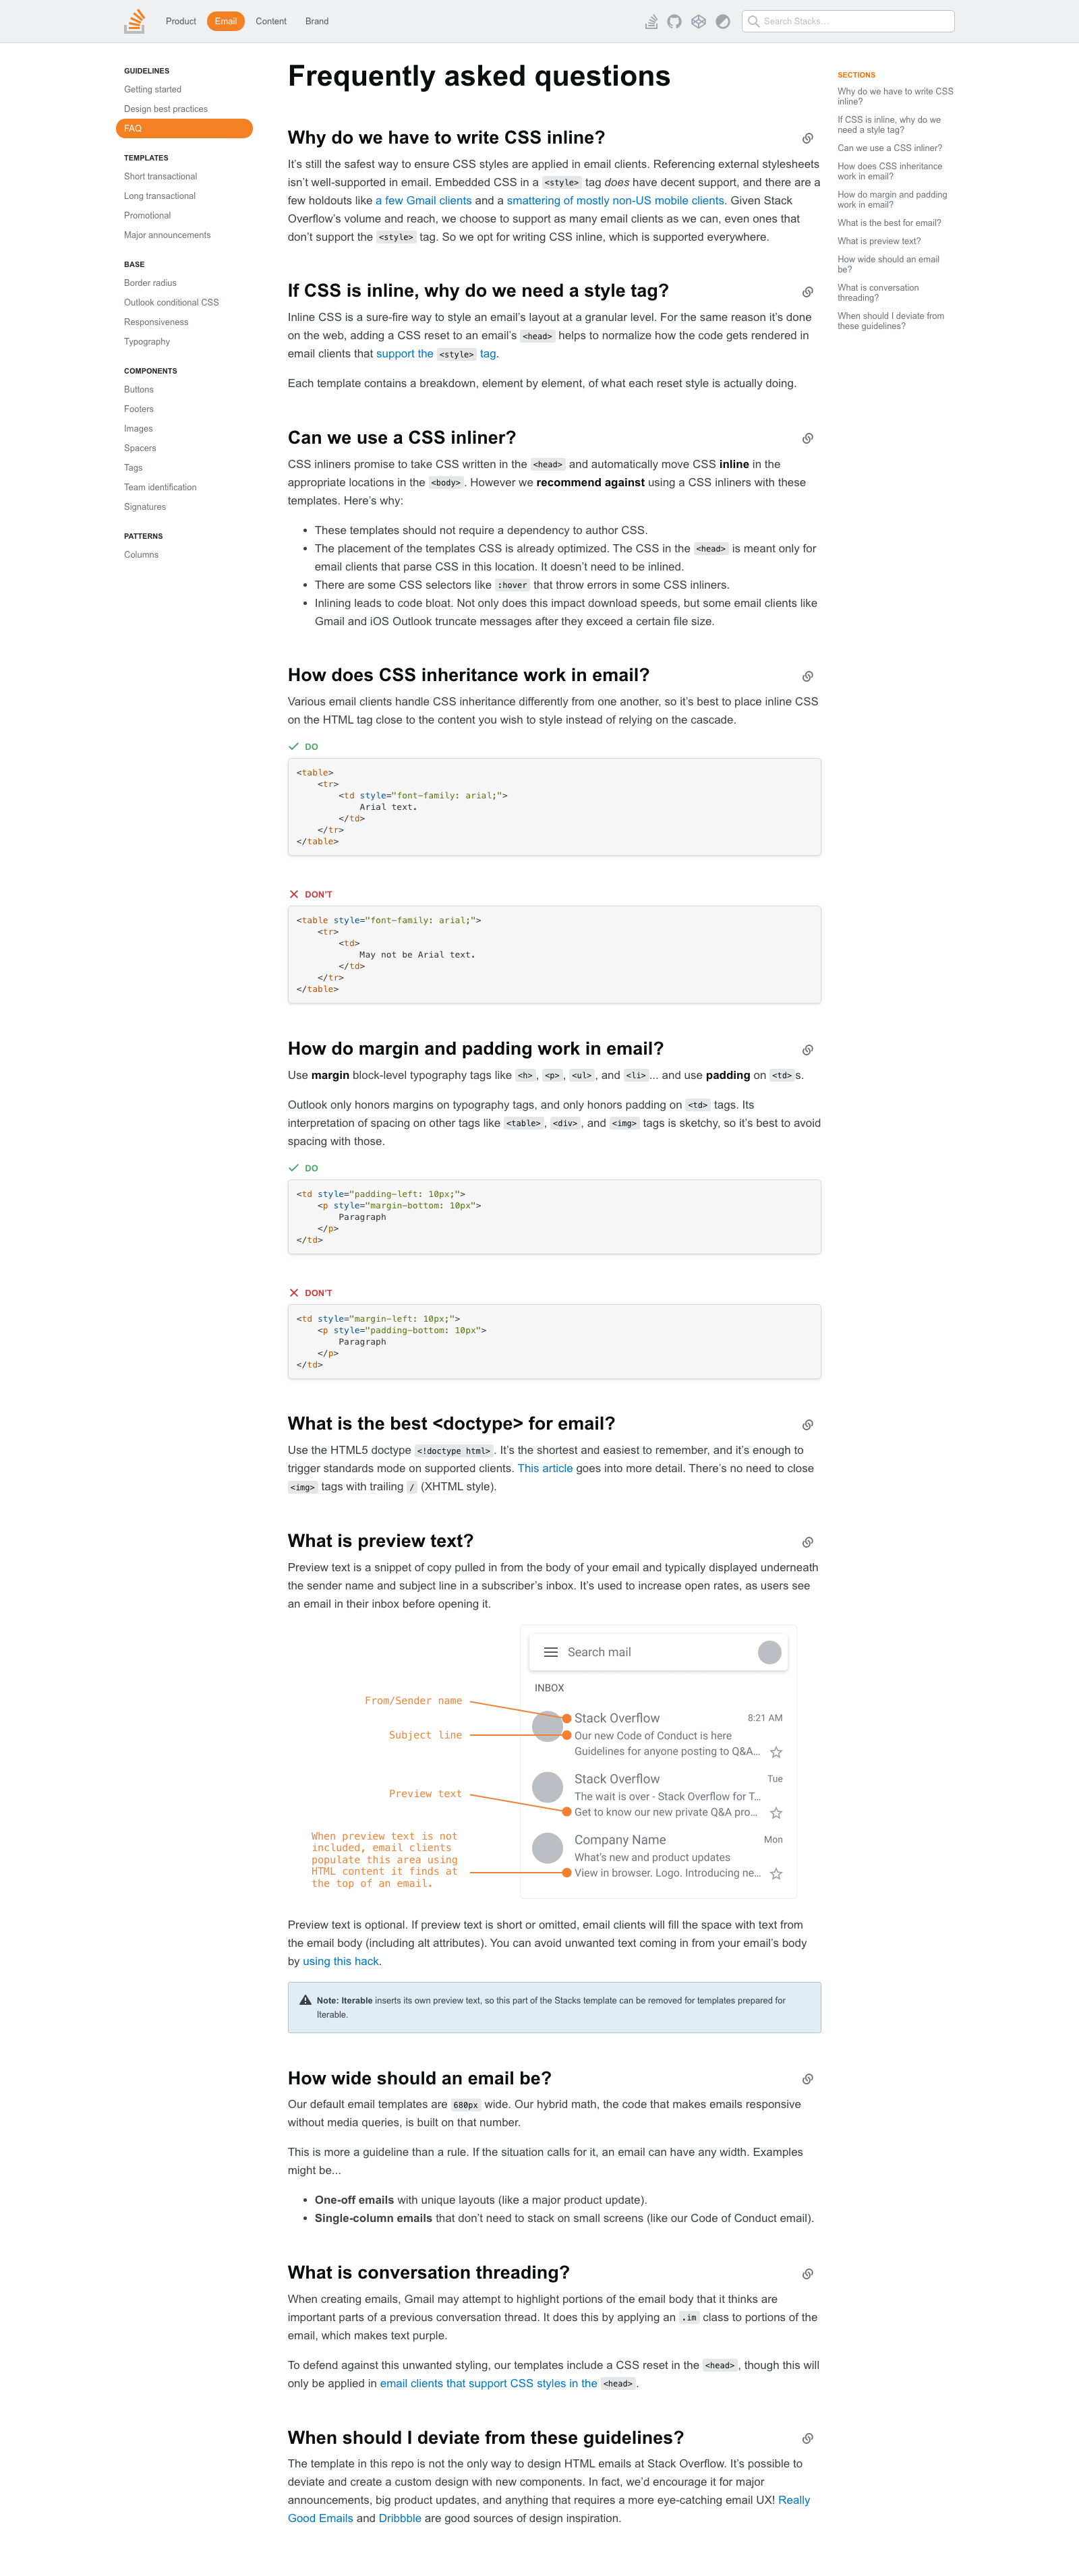 Product
Email
Content
Brand
Search Stacks…
GUIDELINES
Getting started
Design best practices
FAQ
TEMPLATES
Short transactional
Long transactional
Promotional
Major announcements
BASE
Border radius
Outlook conditional CSS
Responsiveness
Typography
COMPONENTS
Buttons
Footers
Images
Spacers
Tags
Team identification
Signatures
PATTERNS
Columns
Frequently asked questions
Why do we have to write CSS inline?
It’s still the safest way to ensure CSS styles are applied in email clients. Referencing external stylesheets
isn’t well-supported in email. Embedded CSS in a <style> tag does have decent support, and there are a
few holdouts like a few Gmail clients and a smattering of mostly non-US mobile clients. Given Stack
Overflow’s volume and reach, we choose to support as many email clients as we can, even ones that
don’t support the <style> tag. So we opt for writing CSS inline, which is supported everywhere.
If CSS is inline, why do we need a style tag?
Inline CSS is a sure-fire way to style an email’s layout at a granular level. For the same reason it’s done
on the web, adding a CSS reset to an email’s <head> helps to normalize how the code gets rendered in
email clients that support the <style> tag.
Each template contains a breakdown, element by element, of what each reset style is actually doing.
Can we use a CSS inliner?
CSS inliners promise to take CSS written in the <head> and automatically move CSS inline in the
appropriate locations in the <body>. However we recommend against using a CSS inliners with these
templates. Here’s why:
• These templates should not require a dependency to author CSS.
• The placement of the templates CSS is already optimized. The CSS in the <head> is meant only for
email clients that parse CSS in this location. It doesn’t need to be inlined.
• There are some CSS selectors like :hover that throw errors in some CSS inliners.
• Inlining leads to code bloat. Not only does this impact download speeds, but some email clients like
Gmail and iOS Outlook truncate messages after they exceed a certain file size.
How does CSS inheritance work in email?
Various email clients handle CSS inheritance differently from one another, so it’s best to place inline CSS
on the HTML tag close to the content you wish to style instead of relying on the cascade.
DO
<table>
<tr>
<td style="font-family: arial;">
Arial text.
</td>
</tr>
</table>
DON’T
<table style="font-family: arial;">
<tr>
<td>
May not be Arial text.
</td>
</tr>
</table>
How do margin and padding work in email?
Use margin block-level typography tags like <h>, <p>, <ul>, and <li>… and use padding on <td>s.
Outlook only honors margins on typography tags, and only honors padding on <td> tags. Its
interpretation of spacing on other tags like <table>, <div>, and <img> tags is sketchy, so it’s best to avoid
spacing with those.
DO
<td style="padding-left: 10px;">
<p style="margin-bottom: 10px">
Paragraph
</p>
</td>
DON’T
<td style="margin-left: 10px;">
<p style="padding-bottom: 10px">
Paragraph
</p>
</td>
What is the best <doctype> for email?
Use the HTML5 doctype <!doctype html>. It’s the shortest and easiest to remember, and it’s enough to
trigger standards mode on supported clients. This article goes into more detail. There’s no need to close
<img> tags with trailing / (XHTML style).
What is preview text?
Preview text is a snippet of copy pulled in from the body of your email and typically displayed underneath
the sender name and subject line in a subscriber’s inbox. It’s used to increase open rates, as users see
an email in their inbox before opening it.
Search mail
INBOX
From/Sender name
Stack Overflow
8:21 AM
Subject line
Our new Code of Conduct is here
Guidelines for anyone posting to Q&A…
Stack Overflow
Tue
Preview text
The wait is over - Stack Overflow for T…
Get to know our new private Q&A pro…
Company Name
Mon
What’s new and product updates
View in browser. Logo. Introducing ne…
When preview text is not
included, email clients
populate this area using
HTML content it finds at
the top of an email.
Preview text is optional. If preview text is short or omitted, email clients will fill the space with text from
the email body (including alt attributes). You can avoid unwanted text coming in from your email’s body
by using this hack.
Note: Iterable inserts its own preview text, so this part of the Stacks template can be removed for templates prepared for
Iterable.
How wide should an email be?
Our default email templates are 680px wide. Our hybrid math, the code that makes emails responsive
without media queries, is built on that number.
This is more a guideline than a rule. If the situation calls for it, an email can have any width. Examples
might be…
• One-off emails with unique layouts (like a major product update).
• Single-column emails that don’t need to stack on small screens (like our Code of Conduct email).
What is conversation threading?
When creating emails, Gmail may attempt to highlight portions of the email body that it thinks are
important parts of a previous conversation thread. It does this by applying an .im class to portions of the
email, which makes text purple.
To defend against this unwanted styling, our templates include a CSS reset in the <head>, though this will
only be applied in email clients that support CSS styles in the <head>.
When should I deviate from these guidelines?
The template in this repo is not the only way to design HTML emails at Stack Overflow. It’s possible to
deviate and create a custom design with new components. In fact, we’d encourage it for major
announcements, big product updates, and anything that requires a more eye-catching email UX! Really
Good Emails and Dribbble are good sources of design inspiration.
SECTIONS
Why do we have to write CSS
inline?
If CSS is inline, why do we
need a style tag?
Can we use a CSS inliner?
How does CSS inheritance
work in email?
How do margin and padding
work in email?
What is the best for email?
What is preview text?
How wide should an email
be?
What is conversation
threading?
When should I deviate from
these guidelines?